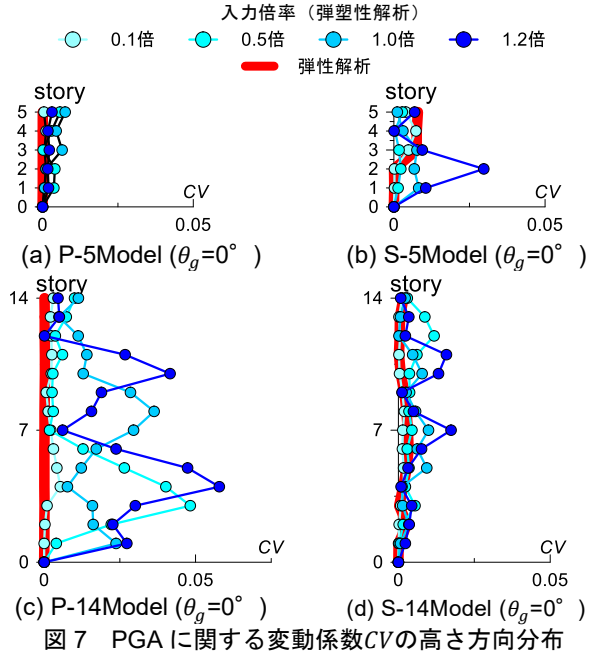 入力倍率（弾塑性解析）
0.1倍 0.5倍 1.0倍 1.2倍
弾性解析
story
5
4
3
2
1
0
0 0.05
CV
(a) P-5Model (θg=0°)
story
5
4
3
2
1
0
0 0.05
CV
(b) S-5Model (θg=0°)
story
14
7
0
0 0.05
CV
(c) P-14Model (θg=0°)
story
14
7
0
0 0.05
CV
(d) S-14Model (θg=0°)
図7 PGAに関する変動係数CVの高さ方向分布